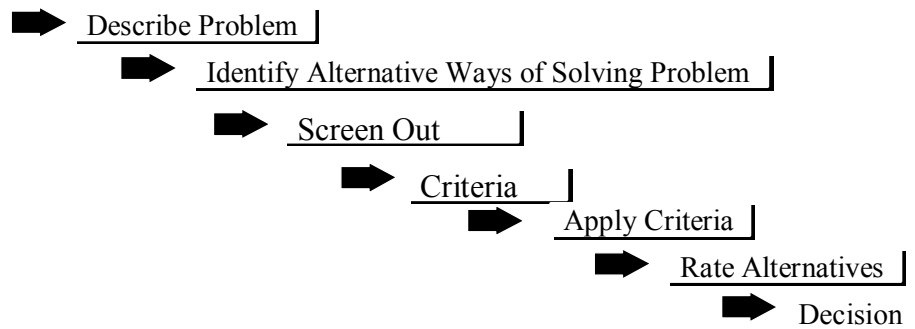 Describe Problem
Identify Alternative Ways of Solving Problem
Screen Out
Criteria
Apply Criteria
Rate Alternatives
Decision